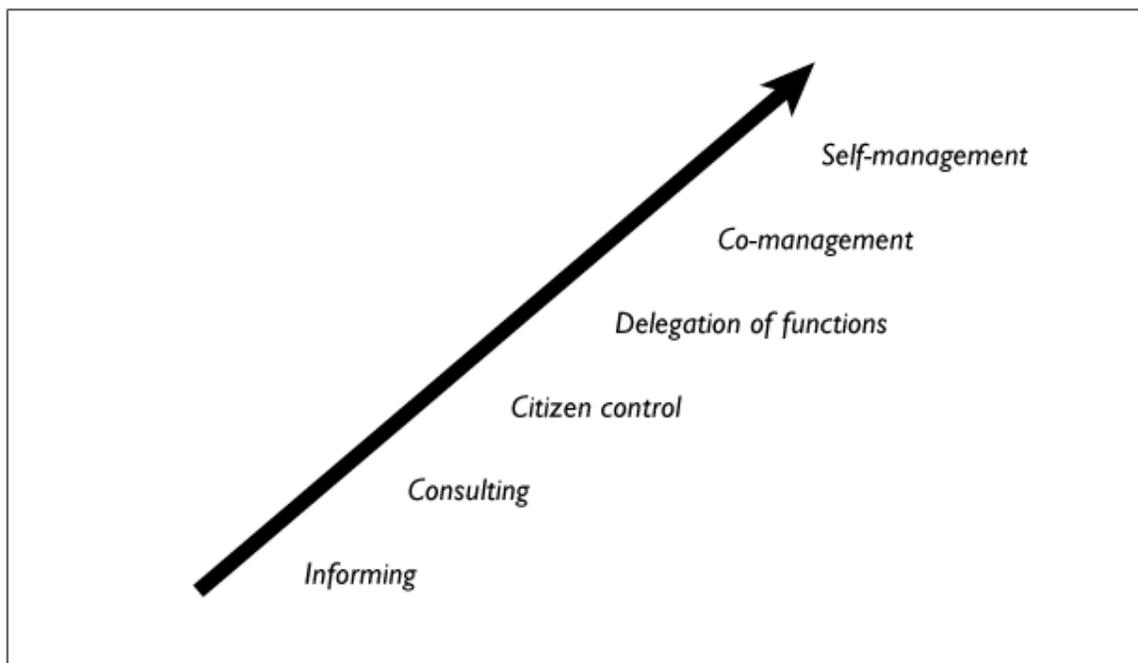 Self-management
Co-management
Delegation of functions
Citizen control
Consulting
Informing